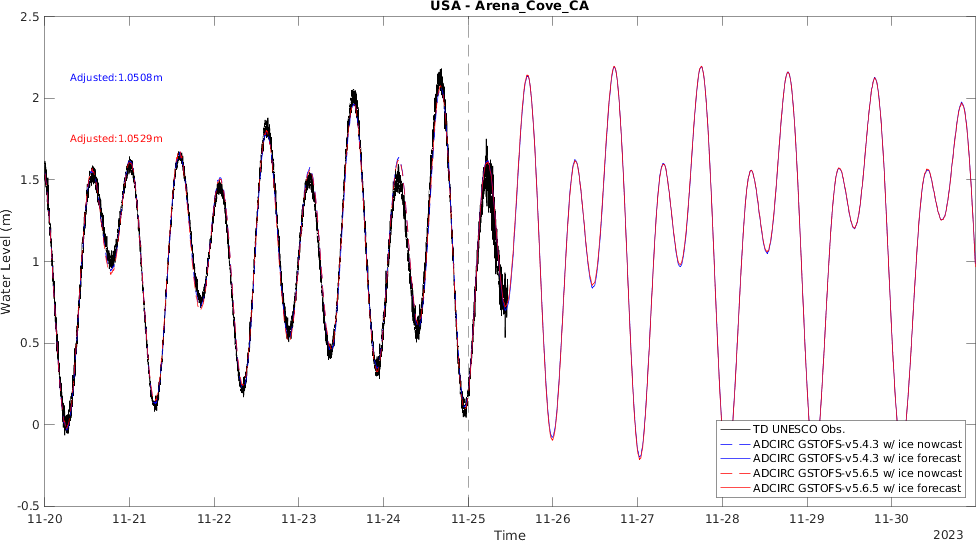 USA - Arena_Cove_CA
2.5
2
1.5
1
0.5
0
-0.5
Water Level (m)
Adjusted:1.0508m
Adjusted:1.0529m
TD UNESCO Obs.
ADCIRC GSTOFS-v5.4.3 w/ ice nowcast
ADCIRC GSTOFS-v5.4.3 w/ ice forecast
ADCIRC GSTOFS-v5.6.5 w/ ice nowcast
ADCIRC GSTOFS-v5.6.5 w/ ice forecast
11-20 11-21 11-22 11-23 11-24 11-25 11-26 11-27 11-28 11-29 11-30
Time
2023